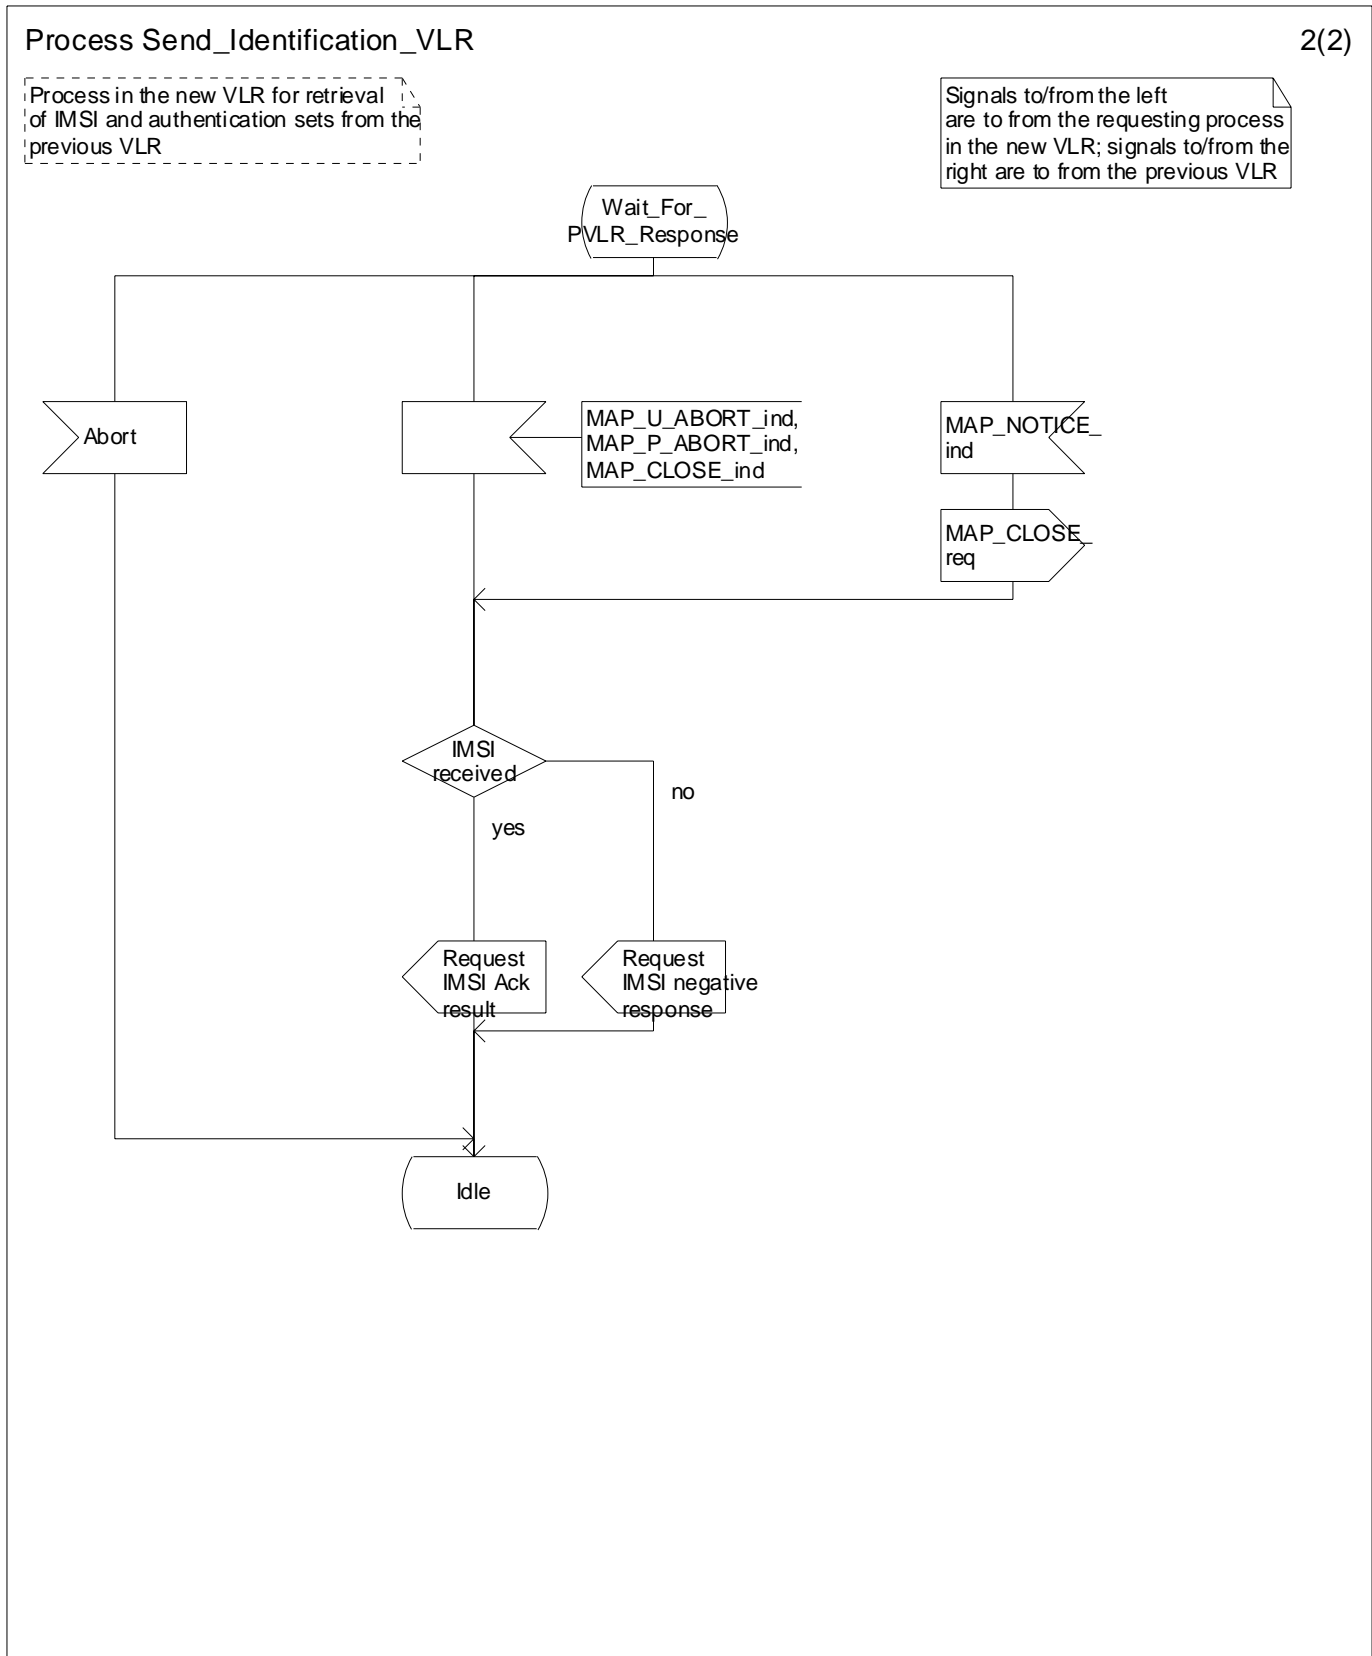 Process Send_Identification_VLR
2(2)
Process in the new VLR for retrieval
of IMSI and authentication sets from the
previous VLR
Signals to/from the left
are to from the requesting process
in the new VLR; signals to/from the
right are to from the previous VLR
Wait_For_
PVLR_Response
Abort
MAP_U_ABORT_ind,
MAP_P_ABORT_ind,
MAP_CLOSE_ind
MAP_NOTICE_
ind
MAP_CLOSE_
req
IMSI
received
no
yes
Request
IMSI Ack
result
Request
IMSI negative
response
Idle